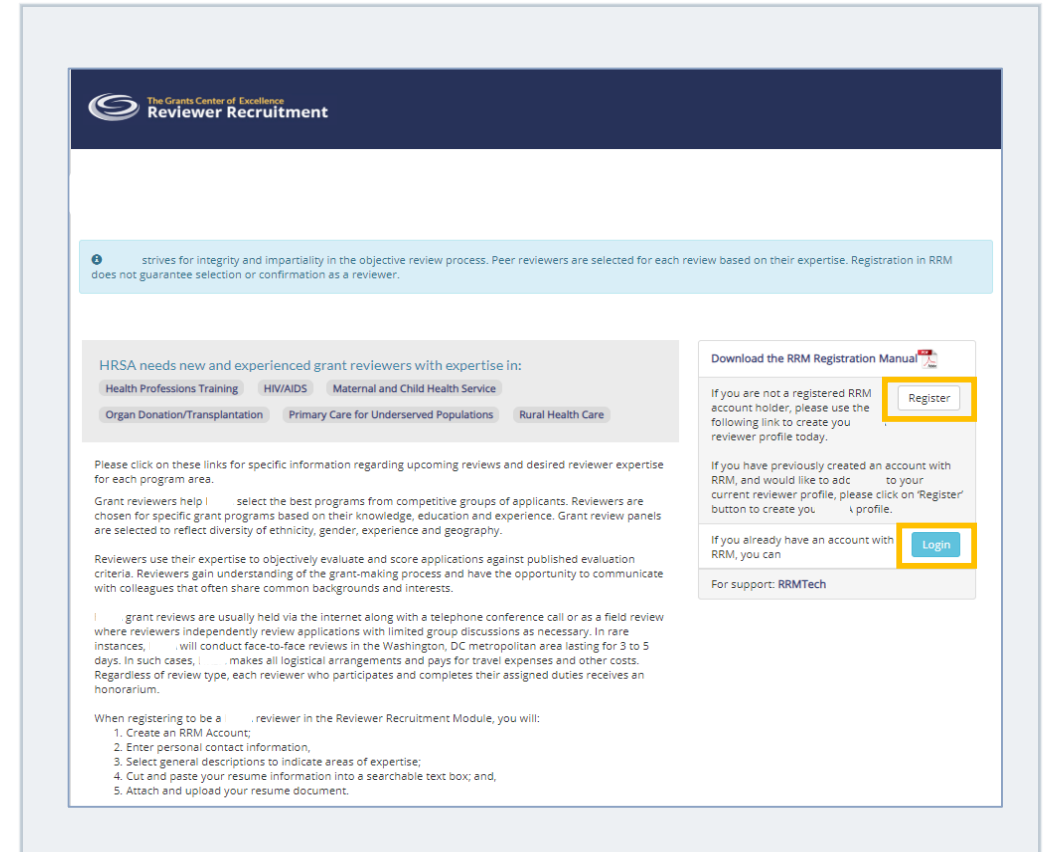 The Grants Center of Excellence
Reviewer Recruitment
strives for integrity and impartiality in the objective review process. Peer reviewers are selected for each review based on their expertise. Registration in RRM
does not guarantee selection or confirmation as a reviewer.
HRSA needs new and experienced grant reviewers with expertise in:
Health Professions Training HIV/AIDS Maternal and Child Health Service
Organ Donation/Transplantation Primary Care for Underserved Populations Rural Health Care
Please click on these links for specific information regarding upcoming reviews and desired reviewer expertise
for each program area.
Grant reviewers help select the best programs from competitive groups of applicants. Reviewers are
chosen for specific grant programs based on their knowledge, education and experience. Grant review panels
are selected to reflect diversity of ethnicity, gender, experience and geography.
Reviewers use their expertise to objectively evaluate and score applications against published evaluation
criteria. Reviewers gain understanding of the grant-making process and have the opportunity to communicate
with colleagues that often share common backgrounds and interests.
grant reviews are usually held via the internet along with a telephone conference call or as a field review
where reviewers independently review applications with limited group discussions as necessary. In rare
instances, will conduct face-to-face reviews in the Washington, DC metropolitan area lasting for 3 to 5
days. In such cases, makes all logistical arrangements and pays for travel expenses and other costs.
Regardless of review type, each reviewer who participates and completes their assigned duties receives an
honorarium.
When registering to be a reviewer in the Reviewer Recruitment Module, you will:
1. Create an RRM Account;
2. Enter personal contact information,
3. Select general descriptions to indicate areas of expertise;
4. Cut and paste your resume information into a searchable text box; and,
5. Attach and upload your resume document.
Download the RRM Registration Manual
If you are not a registered RRM
account holder, please use the
following link to create you
reviewer profile today.
Register
If you have previously created an account with
RRM, and would like to adc to your
current reviewer profile, please click on 'Register'
button to create you profile.
If you already have an account with
RRM, you can
Login
For support: RRMTech